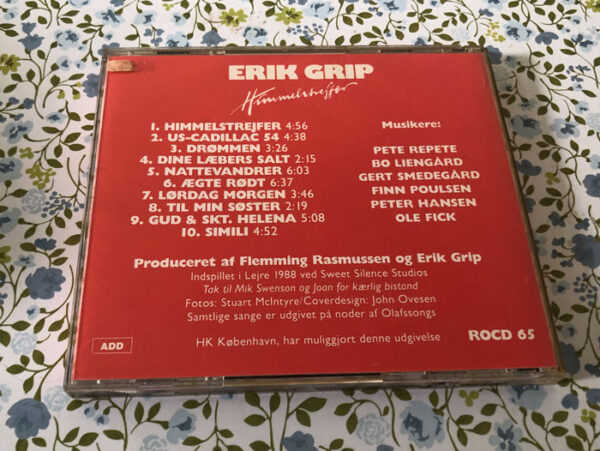 ERIK GRIP
Himmelstrejfer
1. HIMMELSTREJFER 4:56
2. US-CADILLAC 54 4:38
3. DRØMMEN 3:26
4. DINE LÆBERS SALT 2:15
5. NATTEVANDRER 6:03
6. ÆGTE RØDT 6:37
7. LØRDAG MORGEN 3:46
8. TIL MIN SØSTER 2:19
9. GUD & SKT. HELENA 5:08
10. SIMILI 4:52
Musikere:
PETE REPETE
BO LIENGÅRD
GERT SMEDEGÅRD
FINN POULSEN
PETER HANSEN
OLE FICK
Produceret af Flemming Rasmussen og Erik Grip
Indspillet i Lejre 1988 ved Sweet Silence Studios
Tak til Mik Swenson og Joan for kærlig bistand
Fotos: Stuart McIntyre/Coverdesign: John Ovesen
Samtlige sange er udgivet på noder af Olafssongs
ADD
HK København, har muliggjort denne udgivelse
ROCD 65